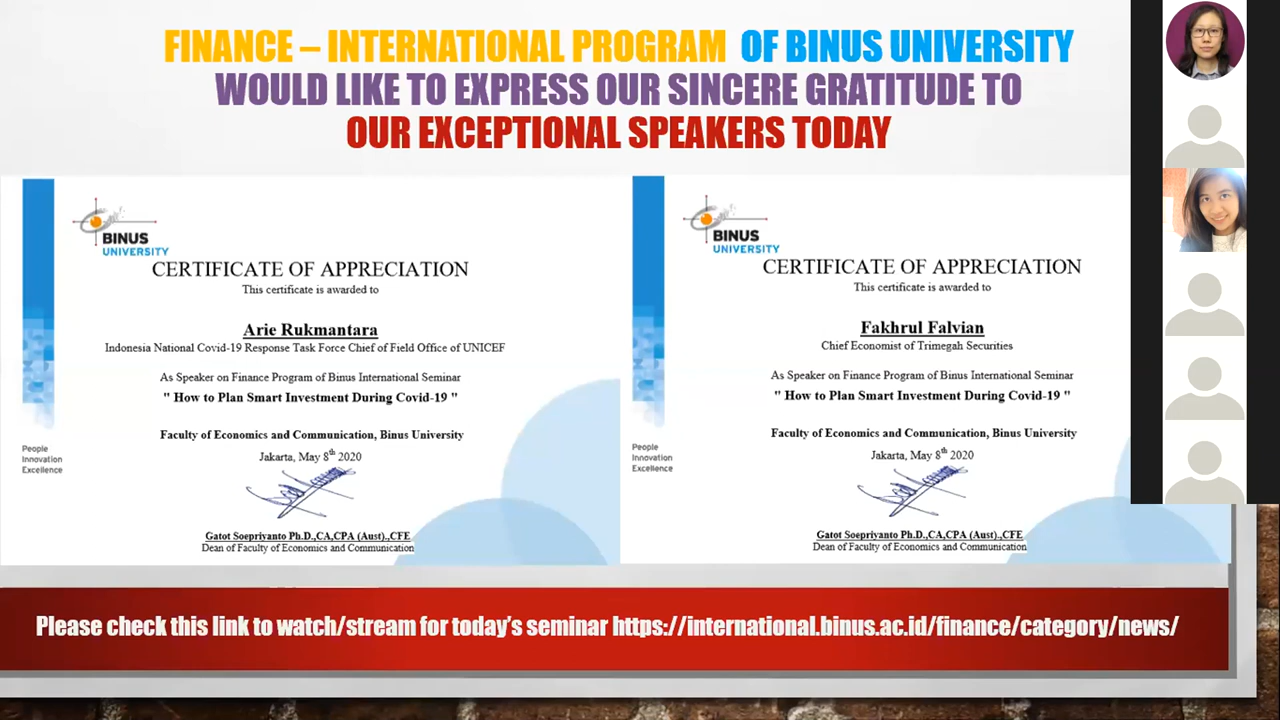 FINANCE – INTERNATIONAL PROGRAM OF BINUS UNIVERSITY
WOULD LIKE TO EXPRESS OUR SINCERE GRATITUDE TO
OUR EXCEPTIONAL SPEAKERS TODAY
BINUS
UNIVERSITY
CERTIFICATE OF APPRECIATION
This certificate is awarded to
Arie Rukmantara
Indonesia National Covid-19 Response Task Force Chief of Field Office of UNICEF
As Speaker on Finance Program of Binus International Seminar
" How to Plan Smart Investment During Covid-19 "
Faculty of Economics and Communication, Binus University
Jakarta, May 8th 2020
People
Innovation
Excellence
Gatot Soepriyanto Ph.D.,CA,CPA (Aust).,CFE
Dean of Faculty of Economics and Communication
BINUS
UNIVERSITY
CERTIFICATE OF APPRECIATION
This certificate is awarded to
Fakhrul Falvian
Chief Economist of Trimegah Securities
As Speaker on Finance Program of Binus International Seminar
" How to Plan Smart Investment During Covid-19 "
Faculty of Economics and Communication, Binus University
Jakarta, May 8th 2020
People
Innovation
Excellence
Gatot Soepriyanto Ph.D.,CA,CPA (Aust).,CFE
Dean of Faculty of Economics and Communication
Please check this link to watch/stream for today's seminar https://international.binus.ac.id/finance/category/news/